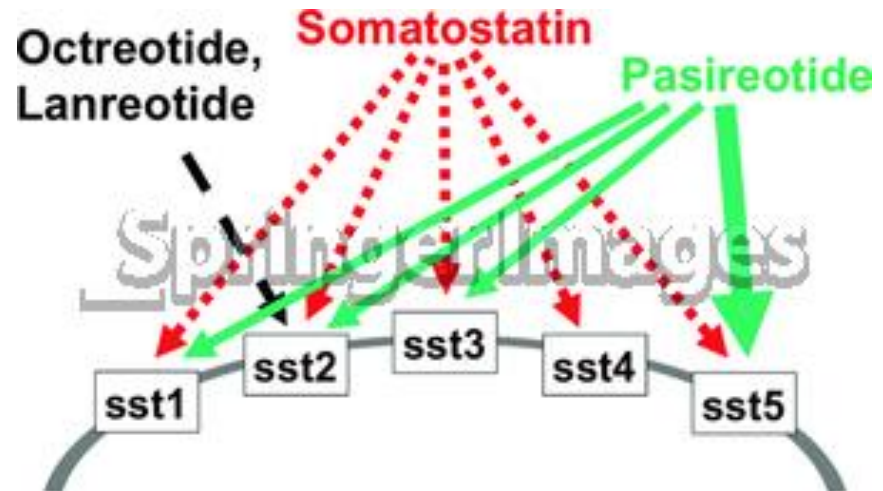 Octreotide,
Lanreotide
Somatostatin
Pasireotide
SpringerImages
sst1
sst2
sst3
sst4
sst5